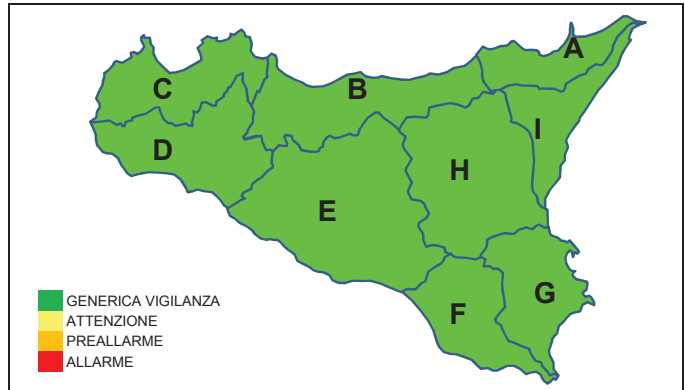 A
B
C
I
D
H
E
G
F
GENERICA VIGILANZA
ATTENZIONE
PREALLARME
ALLARME